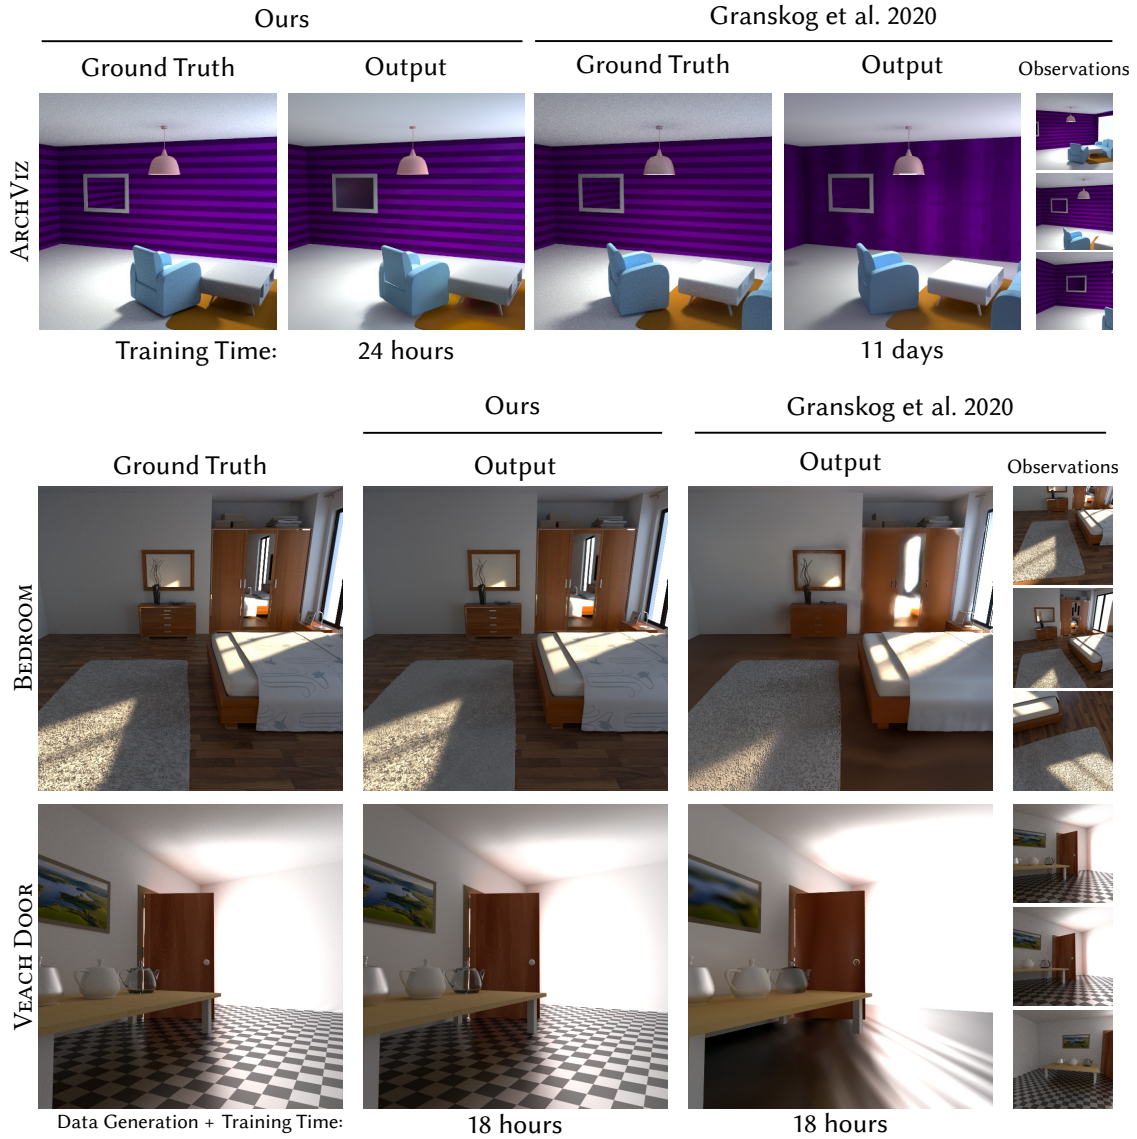 Ours
Granskog et al. 2020
Ground Truth
Output
Ground Truth
Output
Observations
ArchViz
Training Time:
24 hours
11 days
Ours
Granskog et al. 2020
Ground Truth
Output
Output
Observations
Bedroom
Veach Door
Data Generation + Training Time:
18 hours
18 hours